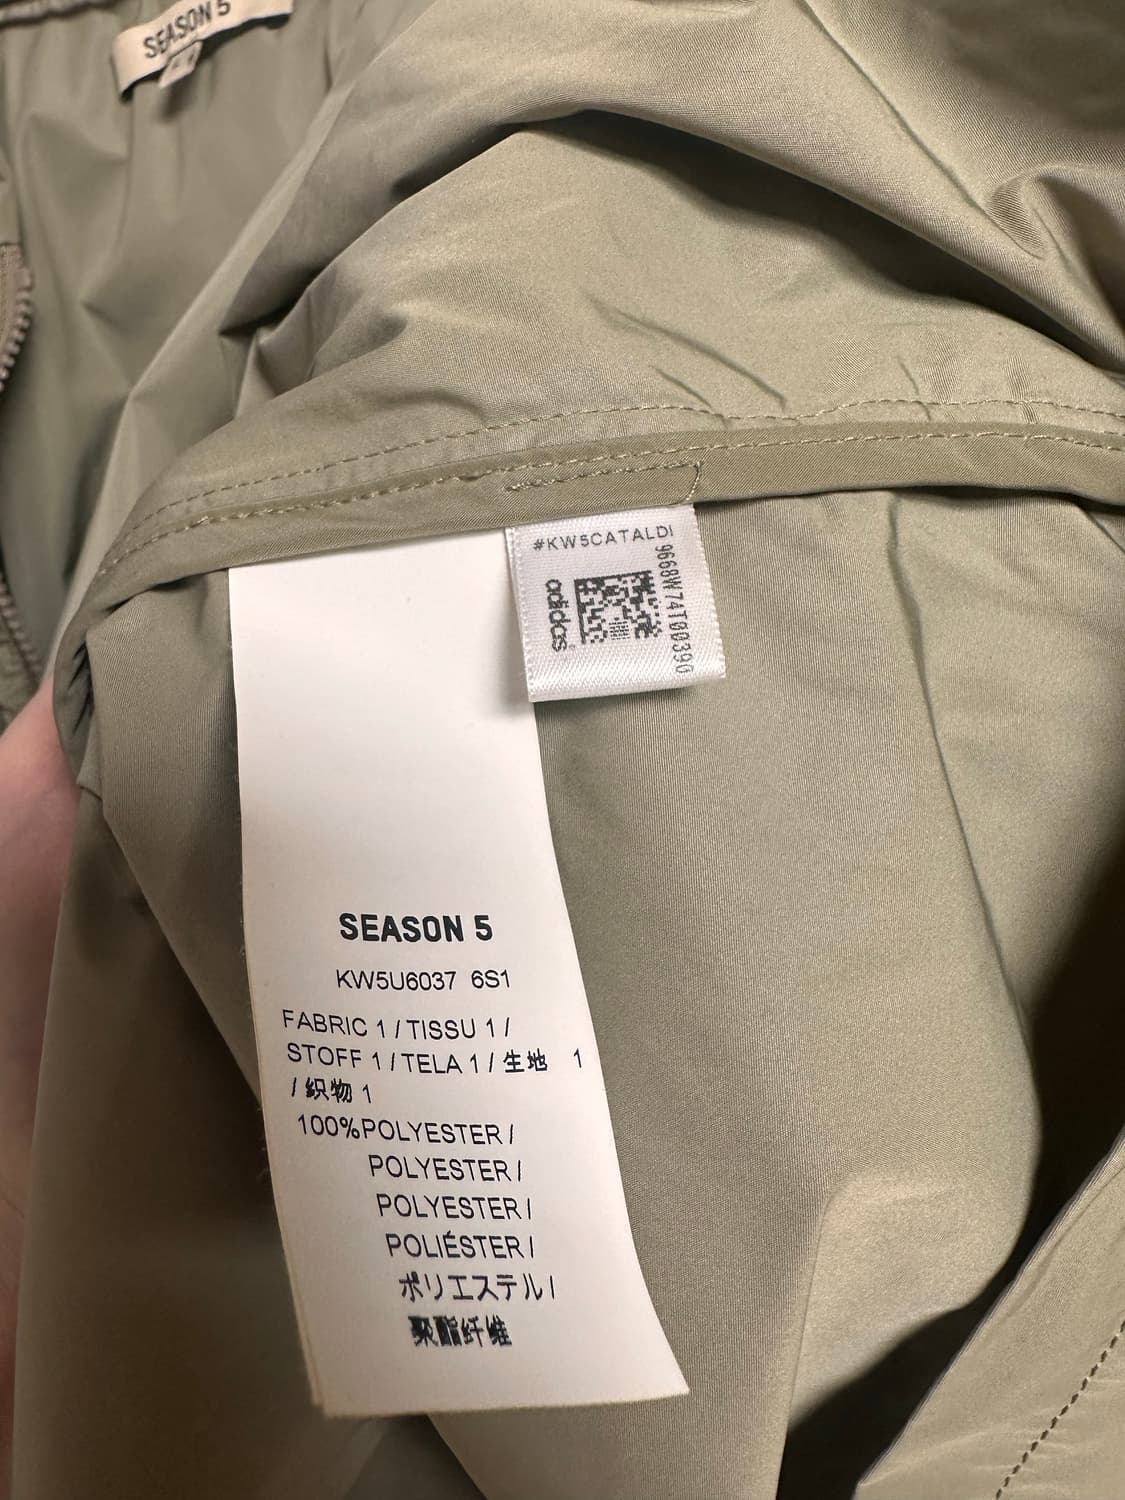 SEASON 5
#KW5CATALDI
adidas
9668W74T00390
SEASON 5
KW5U6037 6S1
FABRIC 1 / TISSU 1 /
STOFF 1 / TELA 1 / 生地 1
/ 織物 1
100%POLYESTER /
POLYESTER /
POLYESTER /
POLIÉSTER /
ポリエステル /
聚酯纤维